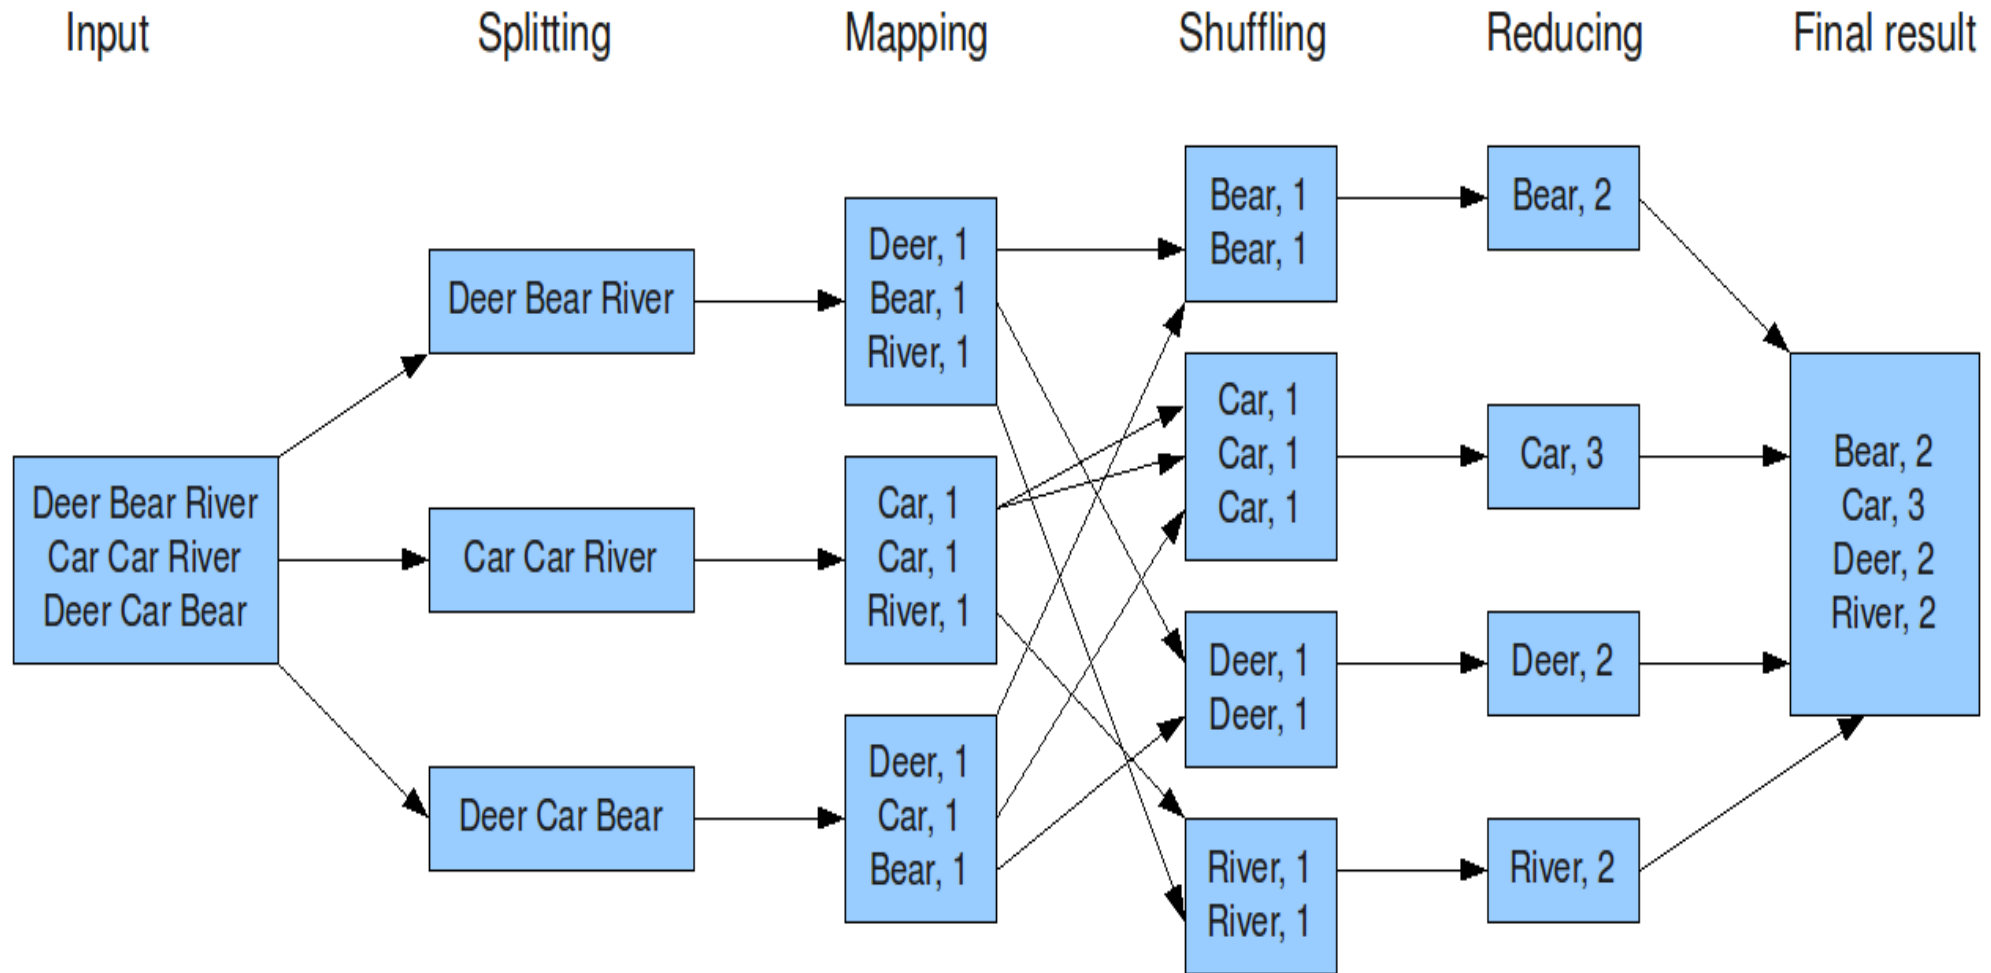 Input
Splitting
Mapping
Shuffling
Reducing
Final result
Deer Bear River
Car Car River
Deer Car Bear
Deer Bear River
Car Car River
Deer Car Bear
Deer, 1
Bear, 1
River, 1
Car, 1
Car, 1
River, 1
Deer, 1
Car, 1
Bear, 1
Bear, 1
Bear, 1
Car, 1
Car, 1
Car, 1
Deer, 1
Deer, 1
River, 1
River, 1
Bear, 2
Car, 3
Deer, 2
River, 2
Bear, 2
Car, 3
Deer, 2
River, 2